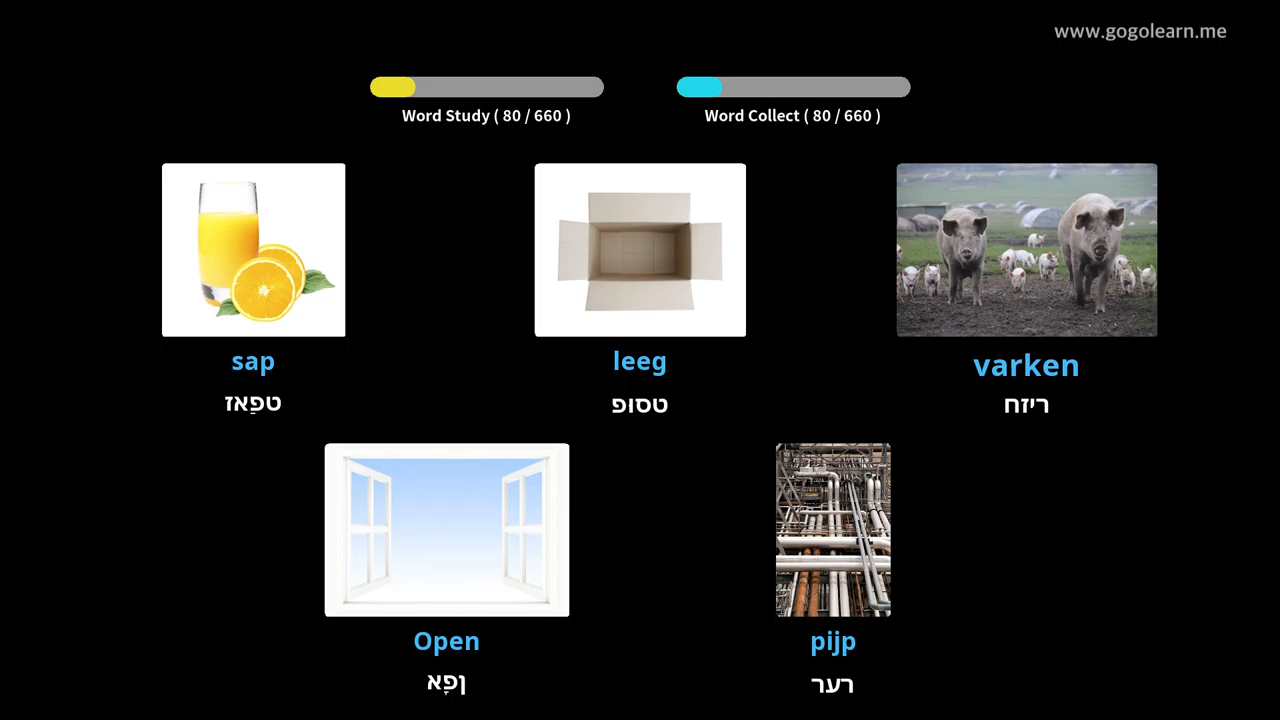 www.gogolearn.me
Word Study ( 80 / 660 )
Word Collect ( 80 / 660 )
sap
טפַאז
leeg
טסופ
varken
ריזח
Open
ןפָא
pijp
רער